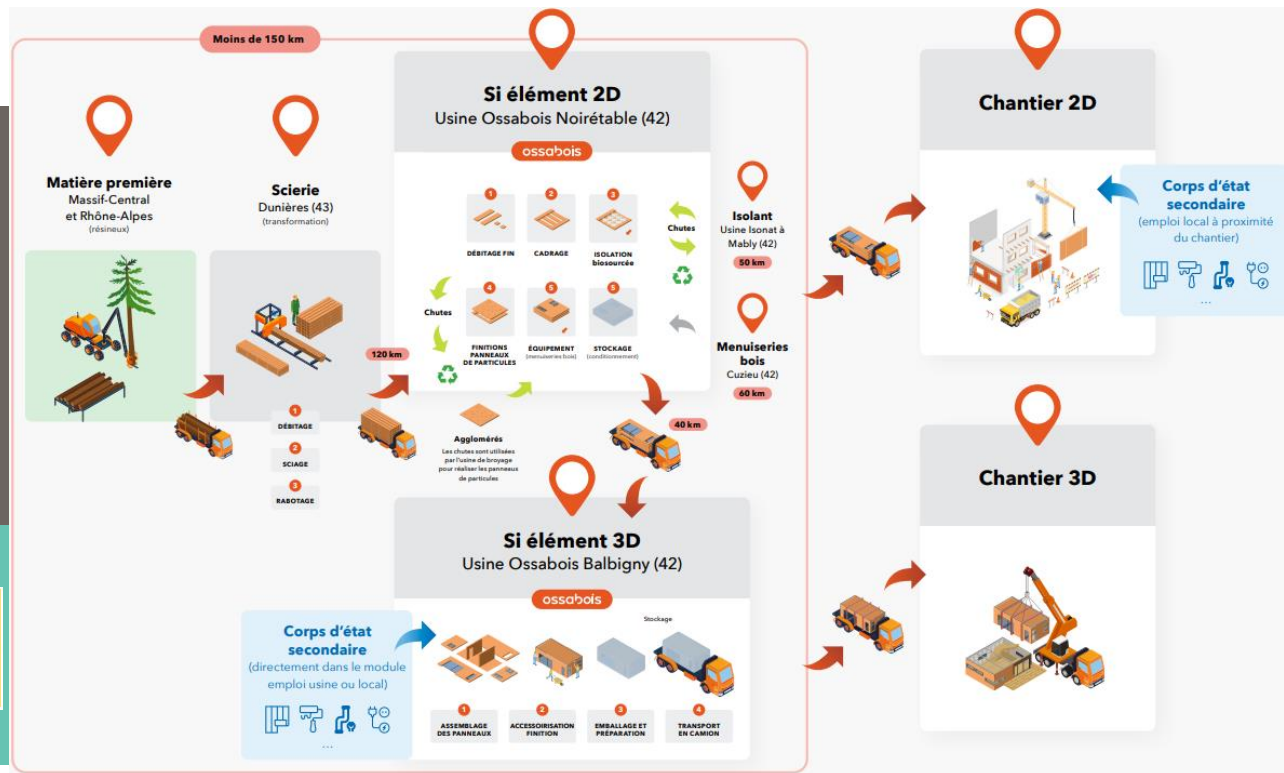 Moins de 150 km
Matière première
Massif-Central
et Rhône-Alpes
(résineux)
Scierie
Dunières (43)
(transformation)
1
DÉBITAGE
2
SCIAGE
3
RABOTAGE
120 km
Si élément 2D
Usine Ossabois Noirétable (42)
ossabois
1
DÉBITAGE FIN
2
CADRAGE
3
ISOLATION
biosourcée
4
FINITIONS
PANNEAUX
DE PARTICULES
5
ÉQUIPEMENT
(menuiseries bois)
5
STOCKAGE
(conditionnement)
Chutes
Chutes
Agglomérés
Les chutes sont utilisées
par l'usine de broyage
pour réaliser les panneaux
de particules
Isolant
Usine Isonat à
Mably (42)
50 km
Menuiseries
bois
Cuzieu (42)
60 km
40 km
Si élément 3D
Usine Ossabois Balbigny (42)
ossabois
Stockage
1
ASSEMBLAGE
DES PANNEAUX
2
ACCESSOIRISATION
FINITION
3
EMBALLAGE ET
PRÉPARATION
4
TRANSPORT
EN CAMION
Corps d'état
secondaire
(directement dans le module
emploi usine ou local)
...
Chantier 2D
Corps d'état
secondaire
(emploi local à proximité
du chantier)
...
Chantier 3D